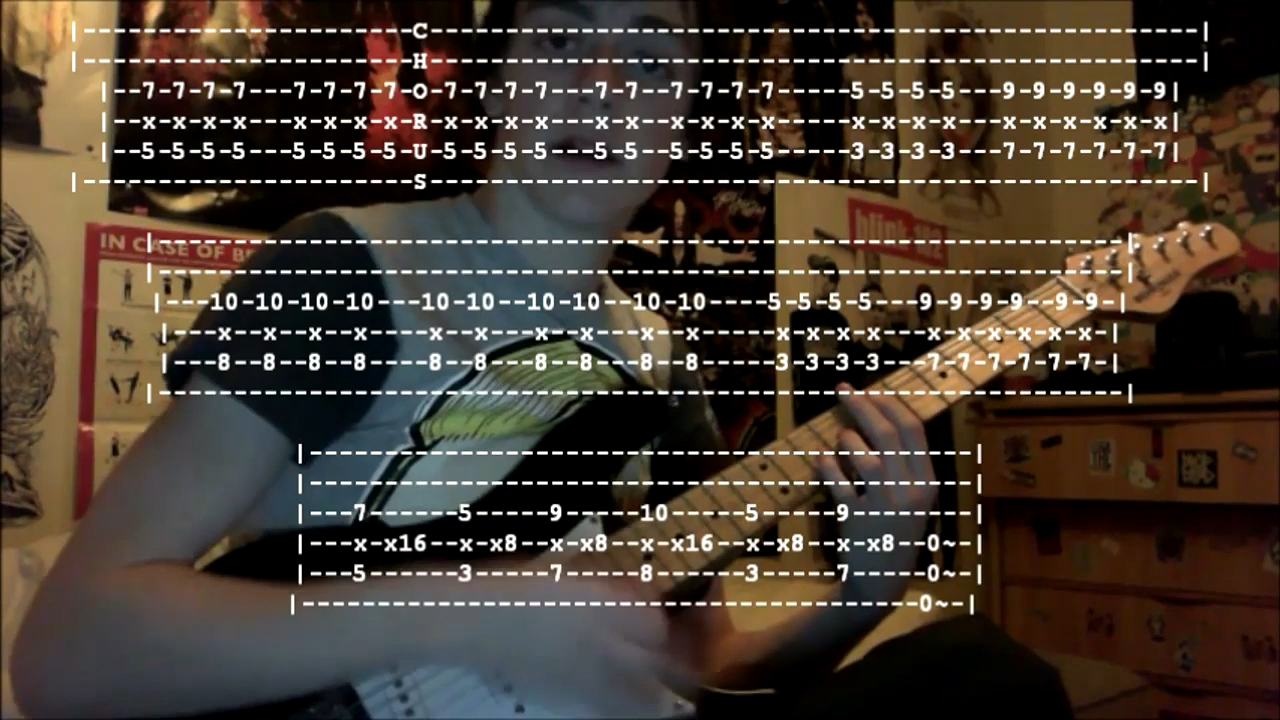 |----------------------C---------------------------------------------------|
|----------------------H---------------------------------------------------|
|--7-7-7-7---7-7-7-7-O-7-7-7-7---7-7--7-7-7-7-----5-5-5-5---9-9-9-9-9-9|
|--x-x-x-x---x-x-x-x-R-x-x-x-x---x-x--x-x-x-x-----x-x-x-x---x-x-x-x-x-x|
|--5-5-5-5---5-5-5-5-U-5-5-5-5---5-5--5-5-5-5-----3-3-3-3---7-7-7-7-7-7|
|----------------------S---------------------------------------------------|
IN CASE OF
blink-182
|----------------------------------------------------------------|
|----------------------------------------------------------------|
|---10-10-10-10---10-10--10-10--10-10----5-5-5-5---9-9-9-9--9-9-|
|---x--x--x--x----x--x---x--x---x--x-----x-x-x-x---x-x-x-x-x-x-|
|---8--8--8--8----8--8---8--8---8--8-----3-3-3-3---7-7-7-7-7-7-|
|----------------------------------------------------------------|
|--------------------------------------------|
|--------------------------------------------|
|---7------5-----9-----10-----5-----9--------|
|---x-x16--x-x8--x-x8--x-x16--x-x8--x-x8--0~-|
|---5------3-----7-----8------3-----7-----0~-|
|-----------------------------------------0~-|